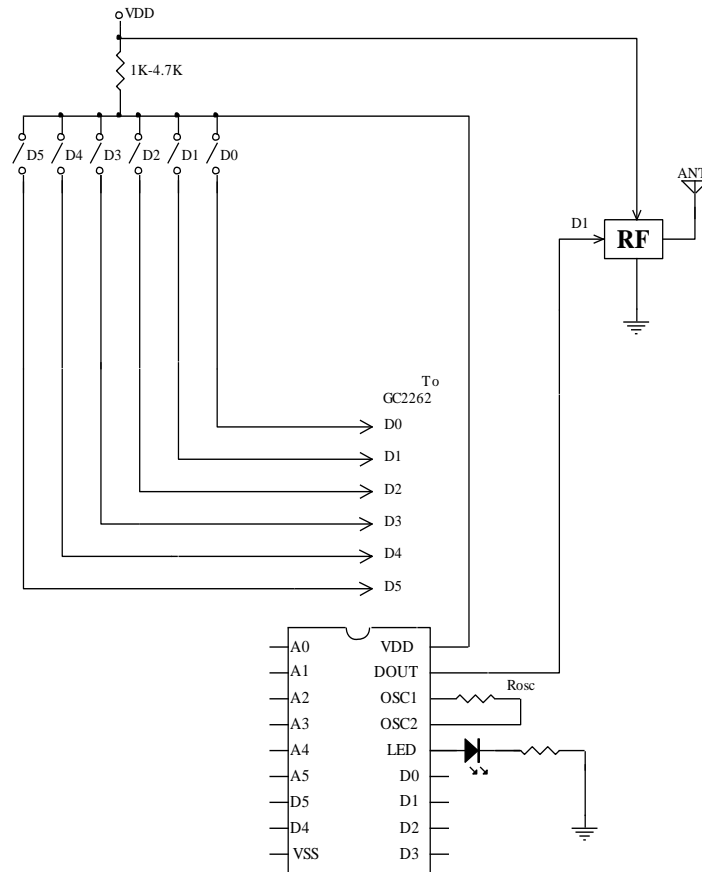 VDD
1K-4.7K
D5 D4 D3 D2 D1 D0
ANT
D1
RF
To
GC2262
D0
D1
D2
D3
D4
D5
A0 VDD
A1 DOUT
Rosc
A2 OSC1
A3 OSC2
A4 LED
A5 D0
D5 D1
D4 D2
VSS D3